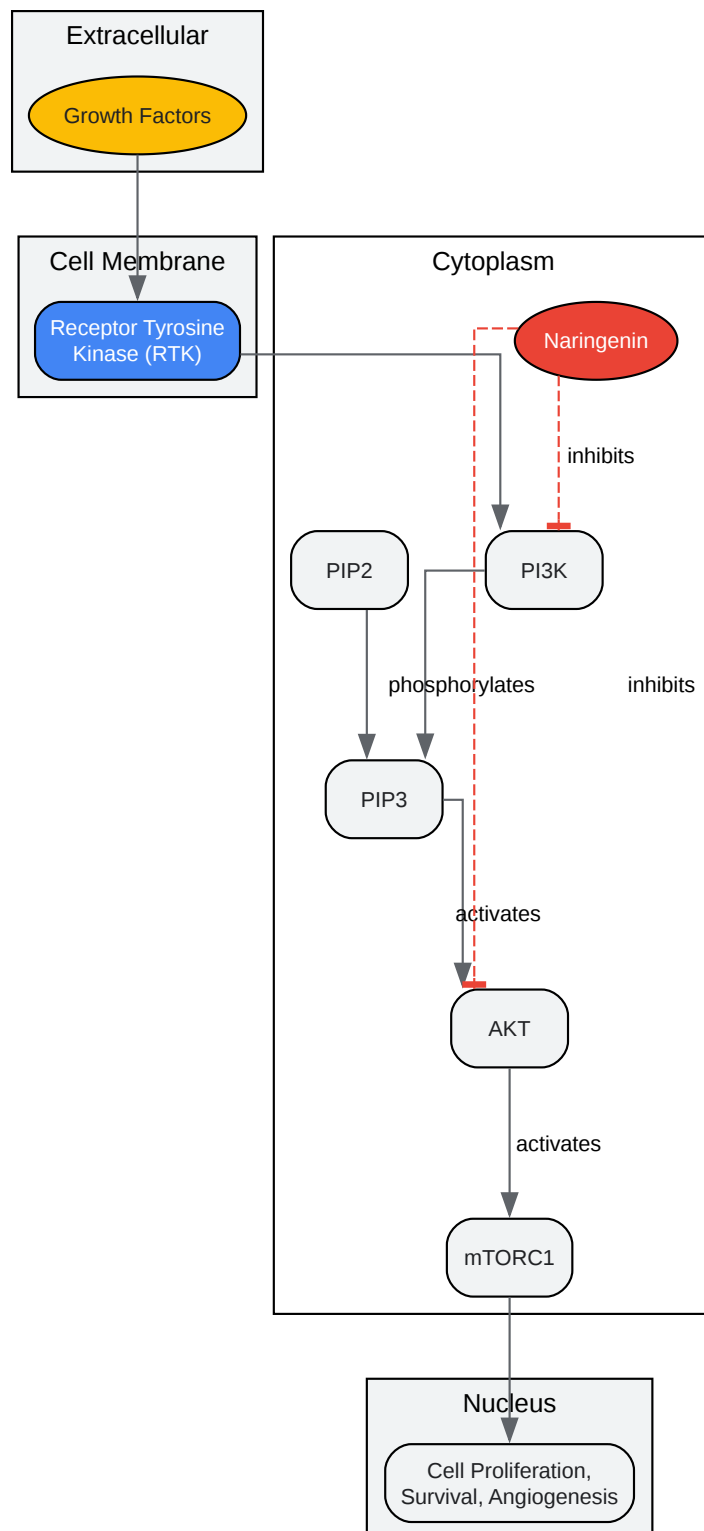 Extracellular
Growth Factors
Cell Membrane
Cytoplasm
Receptor Tyrosine
Kinase (RTK)
Naringenin
inhibits
PIP2
PI3K
phosphorylates
inhibits
PIP3
activates
AKT
activates
mTORC1
Nucleus
Cell Proliferation,
Survival, Angiogenesis